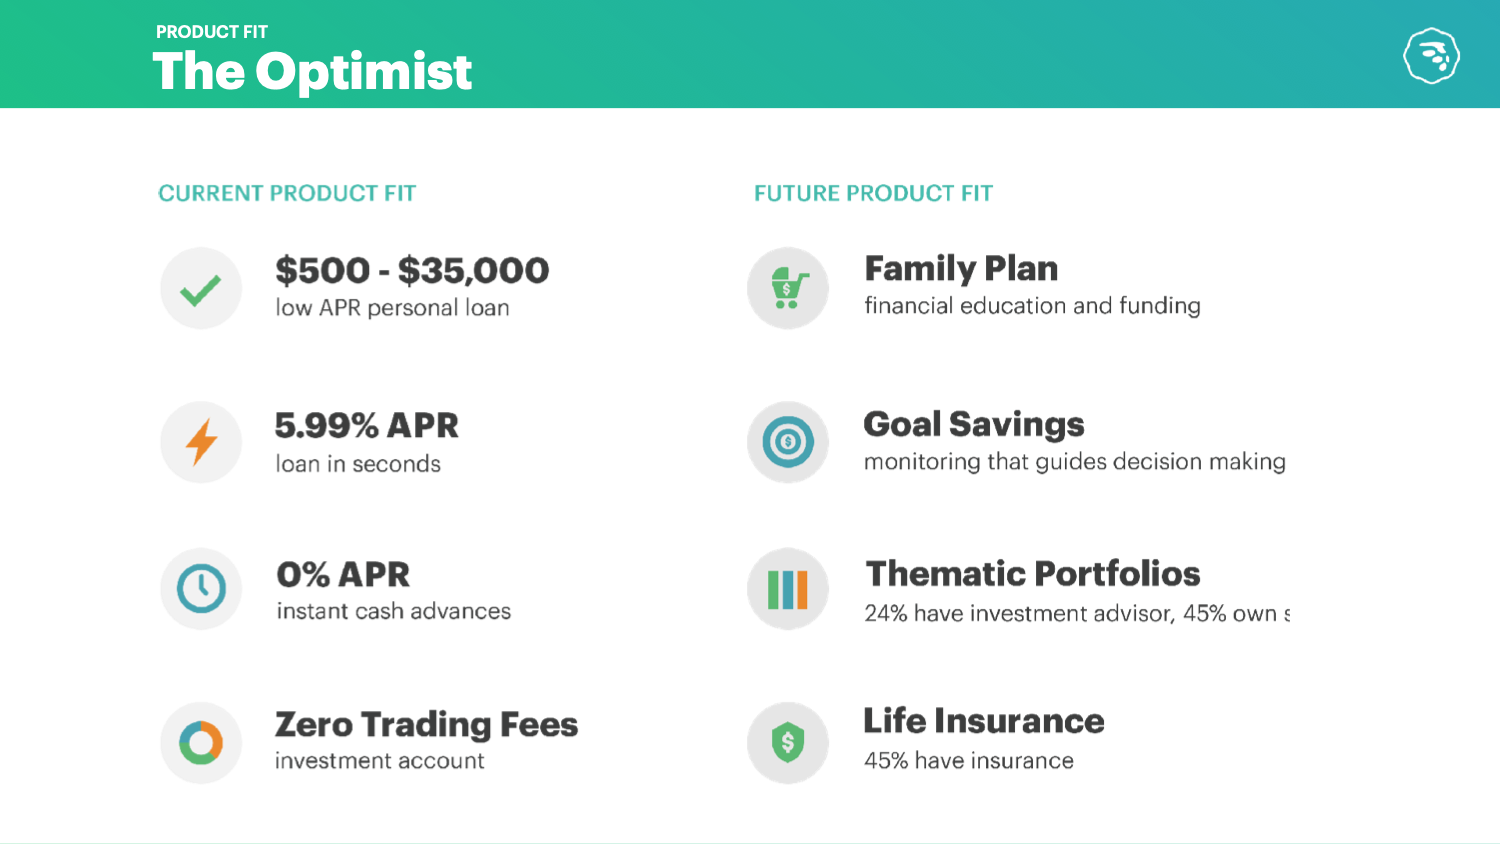 PRODUCT FIT
The Optimist
CURRENT PRODUCT FIT
$500 - $35,000
low APR personal loan
5.99% APR
loan in seconds
0% APR
instant cash advances
Zero Trading Fees
investment account
FUTURE PRODUCT FIT
Family Plan
financial education and funding
Goal Savings
monitoring that guides decision making
Thematic Portfolios
24% have investment advisor, 45% own
Life Insurance
45% have insurance